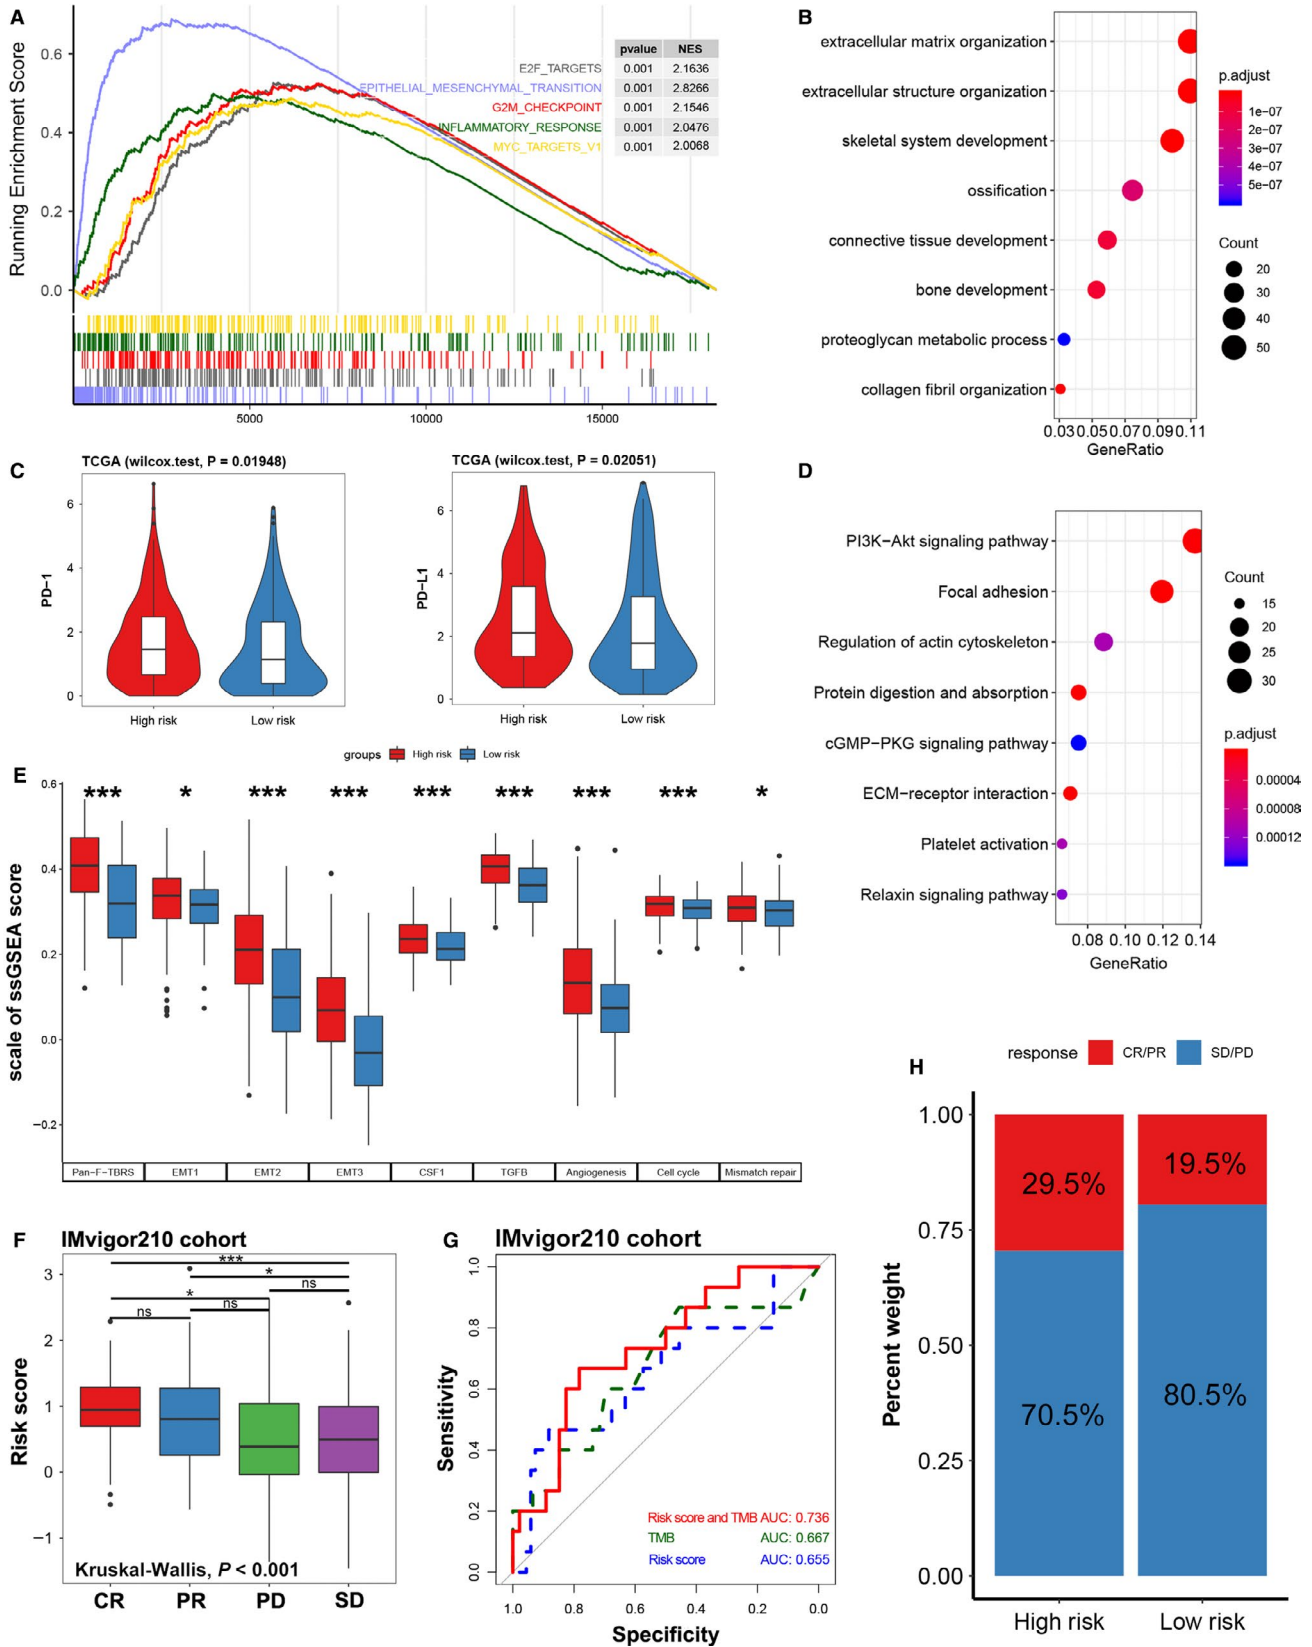 A
Running Enrichment Score
0.6
0.4
0.2
0.0
pvalue NES
E2F_TARGETS 0.001 2.1636
EPITHELIAL_MESENCHYMAL_TRANSITION 0.001 2.8266
G2M_CHECKPOINT 0.001 2.1546
INFLAMMATORY_RESPONSE 0.001 2.0476
MYC_TARGETS_V1 0.001 2.0068
5000 10000 15000
B
extracellular matrix organization
extracellular structure organization
skeletal system development
ossification
connective tissue development
bone development
proteoglycan metabolic process
collagen fibril organization
0.03 0.05 0.07 0.09 0.11
GeneRatio
p.adjust
1e−07
2e−07
3e−07
4e−07
5e−07
Count
20
30
40
50
C
TCGA (wilcox.test, P = 0.01948)
PD−1
6
4
2
0
High risk Low risk
TCGA (wilcox.test, P = 0.02051)
PD−L1
6
4
2
0
High risk Low risk
D
PI3K−Akt signaling pathway
Focal adhesion
Regulation of actin cytoskeleton
Protein digestion and absorption
cGMP−PKG signaling pathway
ECM−receptor interaction
Platelet activation
Relaxin signaling pathway
0.08 0.10 0.12 0.14
GeneRatio
Count
15
20
25
30
p.adjust
0.00004
0.00008
0.00012
E
groups High risk Low risk
scale of ssGSEA score
0.6
0.4
0.2
0.0
−0.2
*** * *** *** *** *** *** *** *
Pan−F−TBRS EMT1 EMT2 EMT3 CSF1 TGFB Angiogenesis Cell cycle Mismatch repair
F
IMvigor210 cohort
Risk score
3
2
1
0
−1
***
*
ns
*
ns
ns
Kruskal-Wallis, P < 0.001
CR PR PD SD
G
IMvigor210 cohort
Sensitivity
1.0
0.8
0.6
0.4
0.2
0.0
Risk score and TMB AUC: 0.736
TMB AUC: 0.667
Risk score AUC: 0.655
1.0 0.8 0.6 0.4 0.2 0.0
Specificity
H
response CR/PR SD/PD
Percent weight
1.00
0.75
0.50
0.25
0.00
29.5% 19.5%
70.5% 80.5%
High risk Low risk